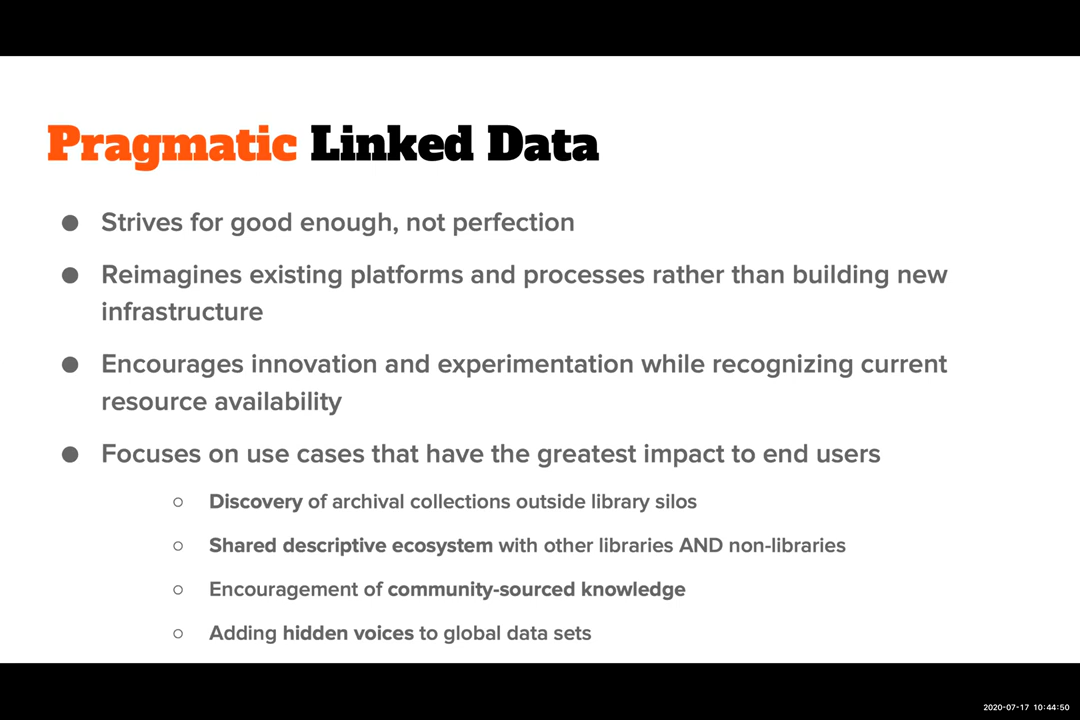 Pragmatic Linked Data
● Strives for good enough, not perfection
● Reimagines existing platforms and processes rather than building new
infrastructure
● Encourages innovation and experimentation while recognizing current
resource availability
● Focuses on use cases that have the greatest impact to end users
○ Discovery of archival collections outside library silos
○ Shared descriptive ecosystem with other libraries AND non-libraries
○ Encouragement of community-sourced knowledge
○ Adding hidden voices to global data sets
2020-07-17 10:44:50